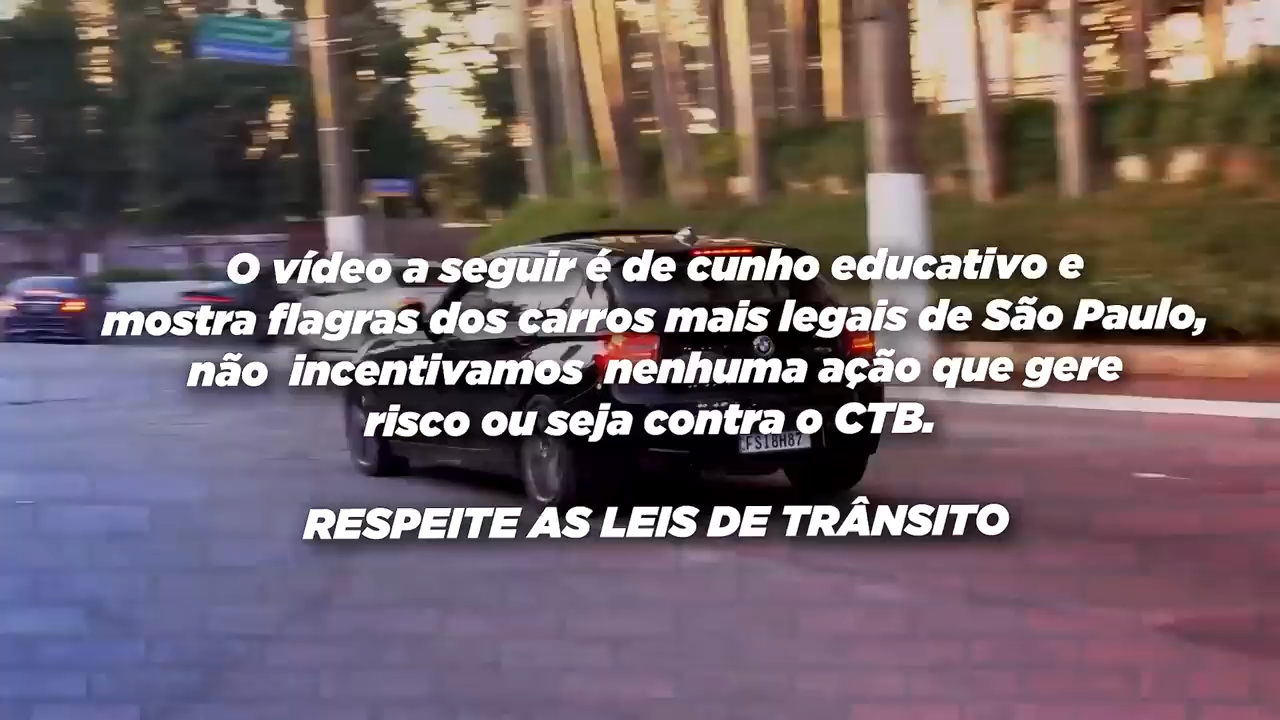 O vídeo a seguir é de cunho educativo e
mostra flagras dos carros mais legais de São Paulo,
não incentivamos nenhuma ação que gere
risco ou seja contra o CTB.
FSI8H87
RESPEITE AS LEIS DE TRÂNSITO